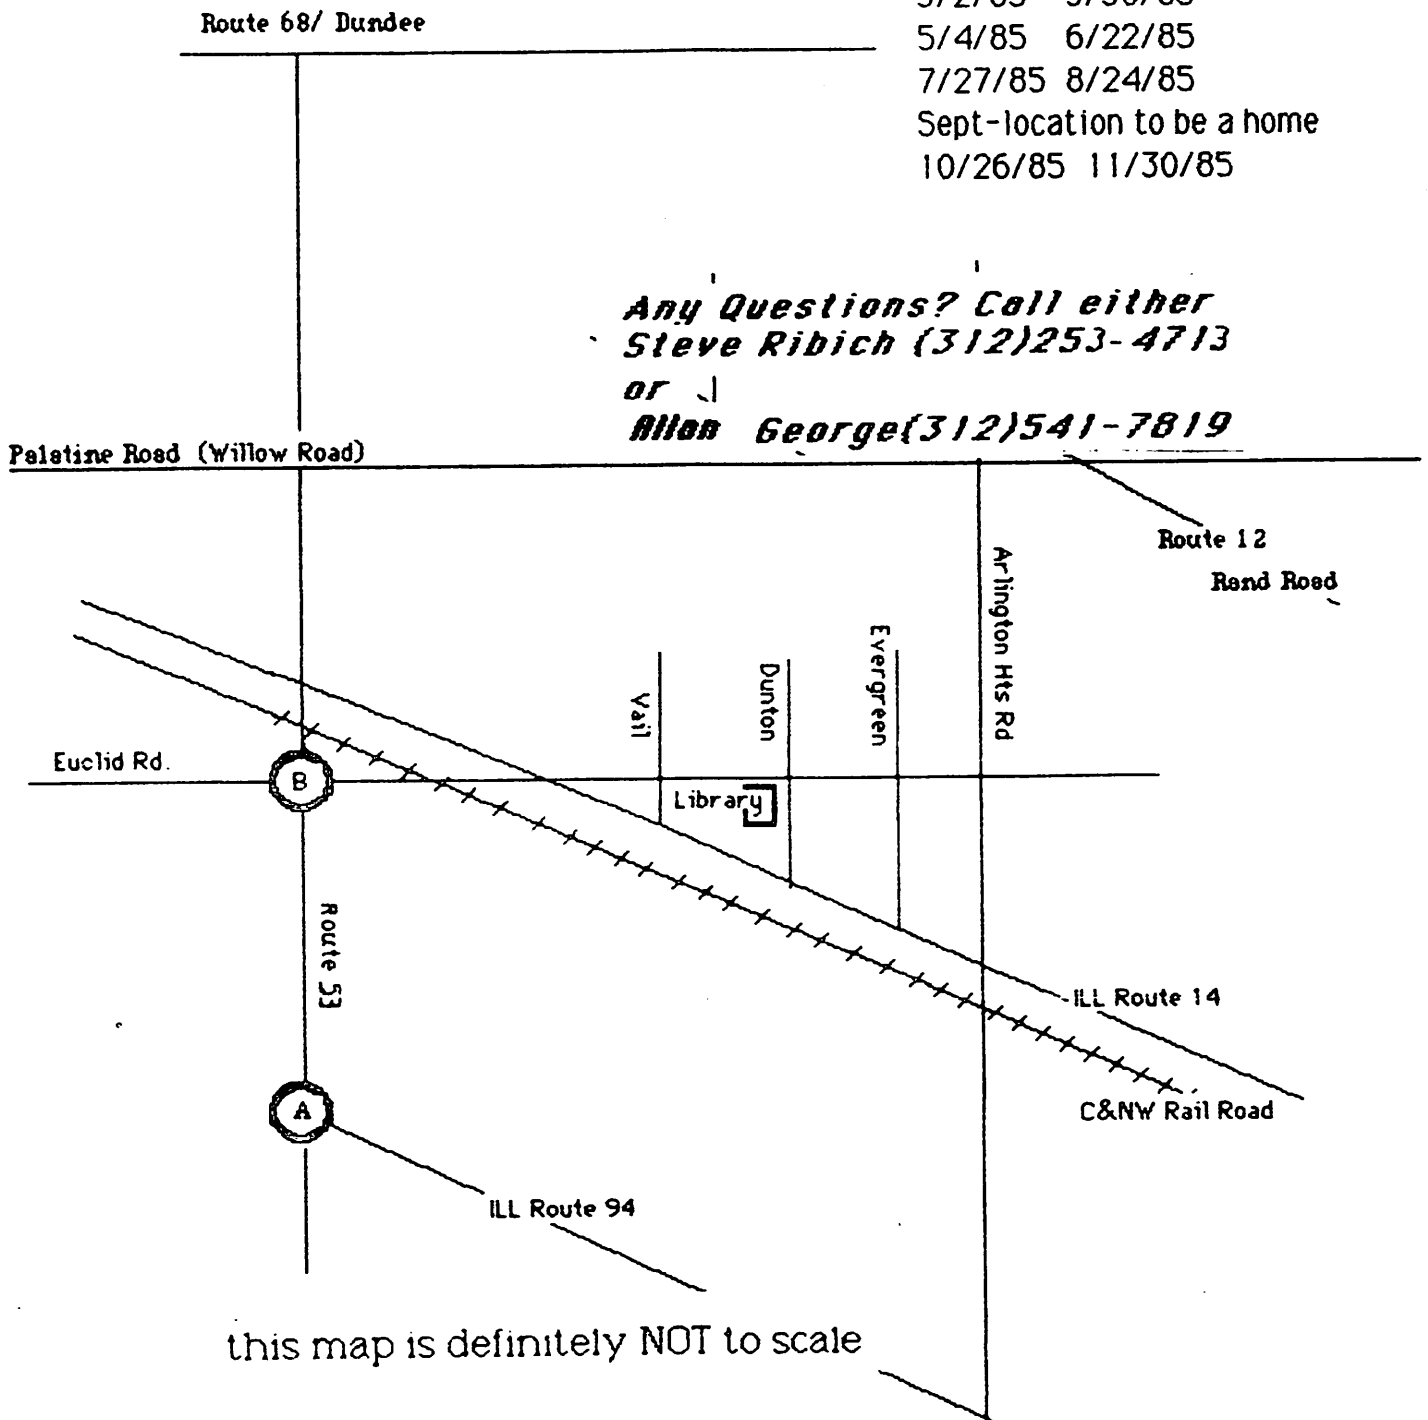 Route 68/ Dundee
5/4/85 6/22/85
7/27/85 8/24/85
Sept-location to be a home
10/26/85 11/30/85
Any Questions? Call either
Steve Ribich (312)253-4713
or
Allan George(312)541-7819
Palatine Road (Willow Road)
Route 12
Rand Road
Arlington Hts Rd
Evergreen
Dunton
Vail
Euclid Rd.
B
Library
Route 53
ILL Route 14
A
C&NW Rail Road
ILL Route 94
this map is definitely NOT to scale